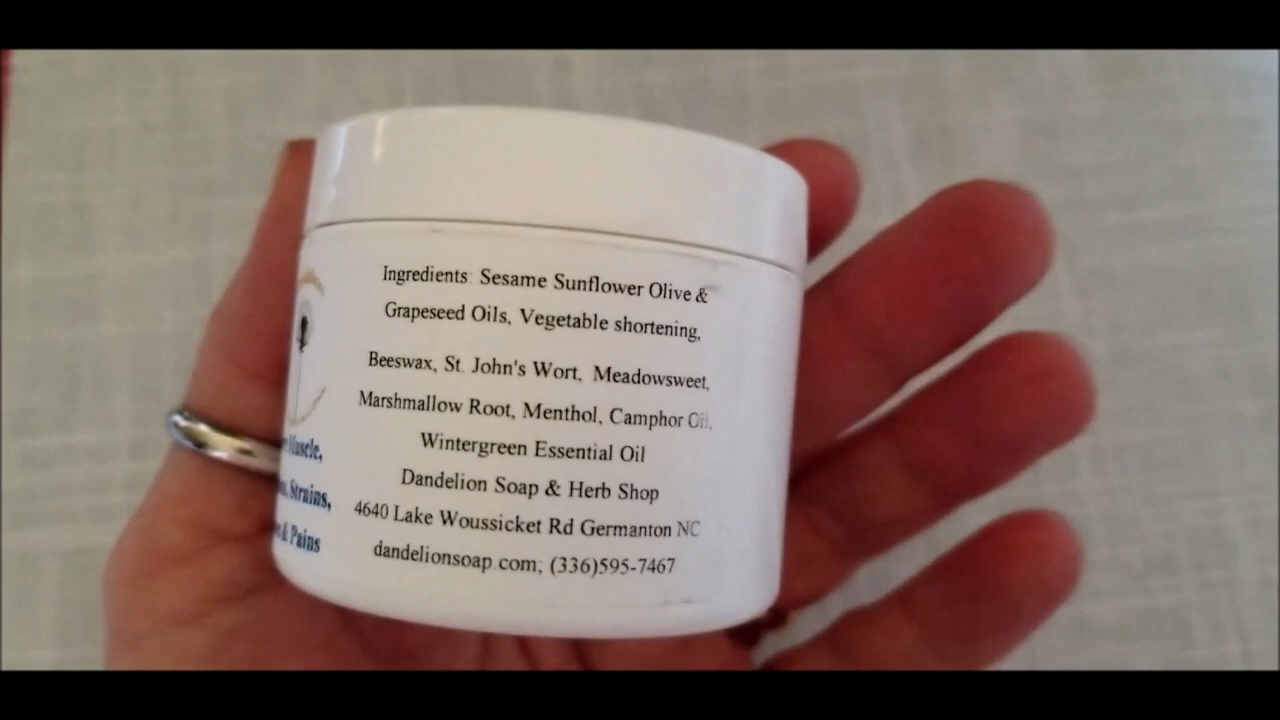 Ingredients: Sesame Sunflower Olive &
Grapeseed Oils, Vegetable shortening,
Beeswax, St. John's Wort, Meadowsweet,
Marshmallow Root, Menthol, Camphor Oil,
Wintergreen Essential Oil
Dandelion Soap & Herb Shop
4640 Lake Woussicket Rd Germanton NC
dandelionsoap.com; (336)595-7467
Muscle,
Strains,
& Pains